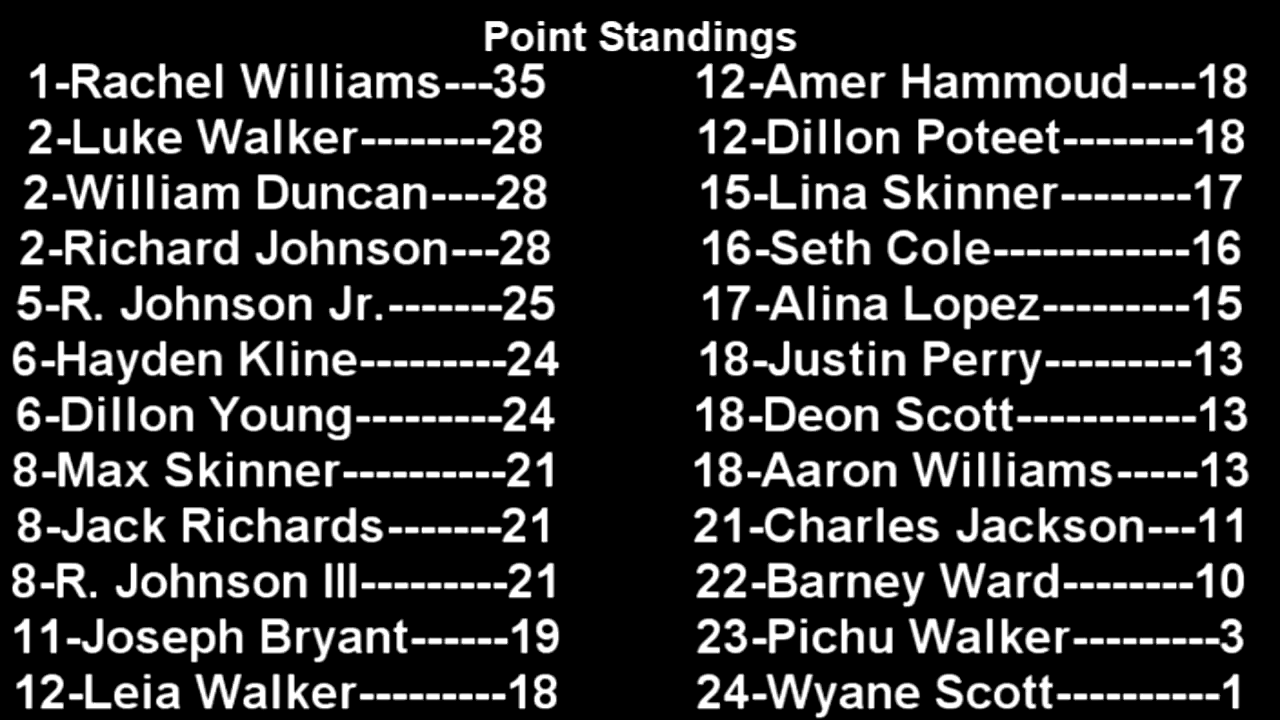 Point Standings
1-Rachel Williams---35
2-Luke Walker--------28
2-William Duncan----28
2-Richard Johnson---28
5-R. Johnson Jr.-------25
6-Hayden Kline---------24
6-Dillon Young---------24
8-Max Skinner----------21
8-Jack Richards-------21
8-R. Johnson III---------21
11-Joseph Bryant------19
12-Leia Walker---------18
12-Amer Hammoud----18
12-Dillon Poteet--------18
15-Lina Skinner--------17
16-Seth Cole------------16
17-Alina Lopez---------15
18-Justin Perry---------13
18-Deon Scott-----------13
18-Aaron Williams-----13
21-Charles Jackson---11
22-Barney Ward--------10
23-Pichu Walker---------3
24-Wyane Scott----------1